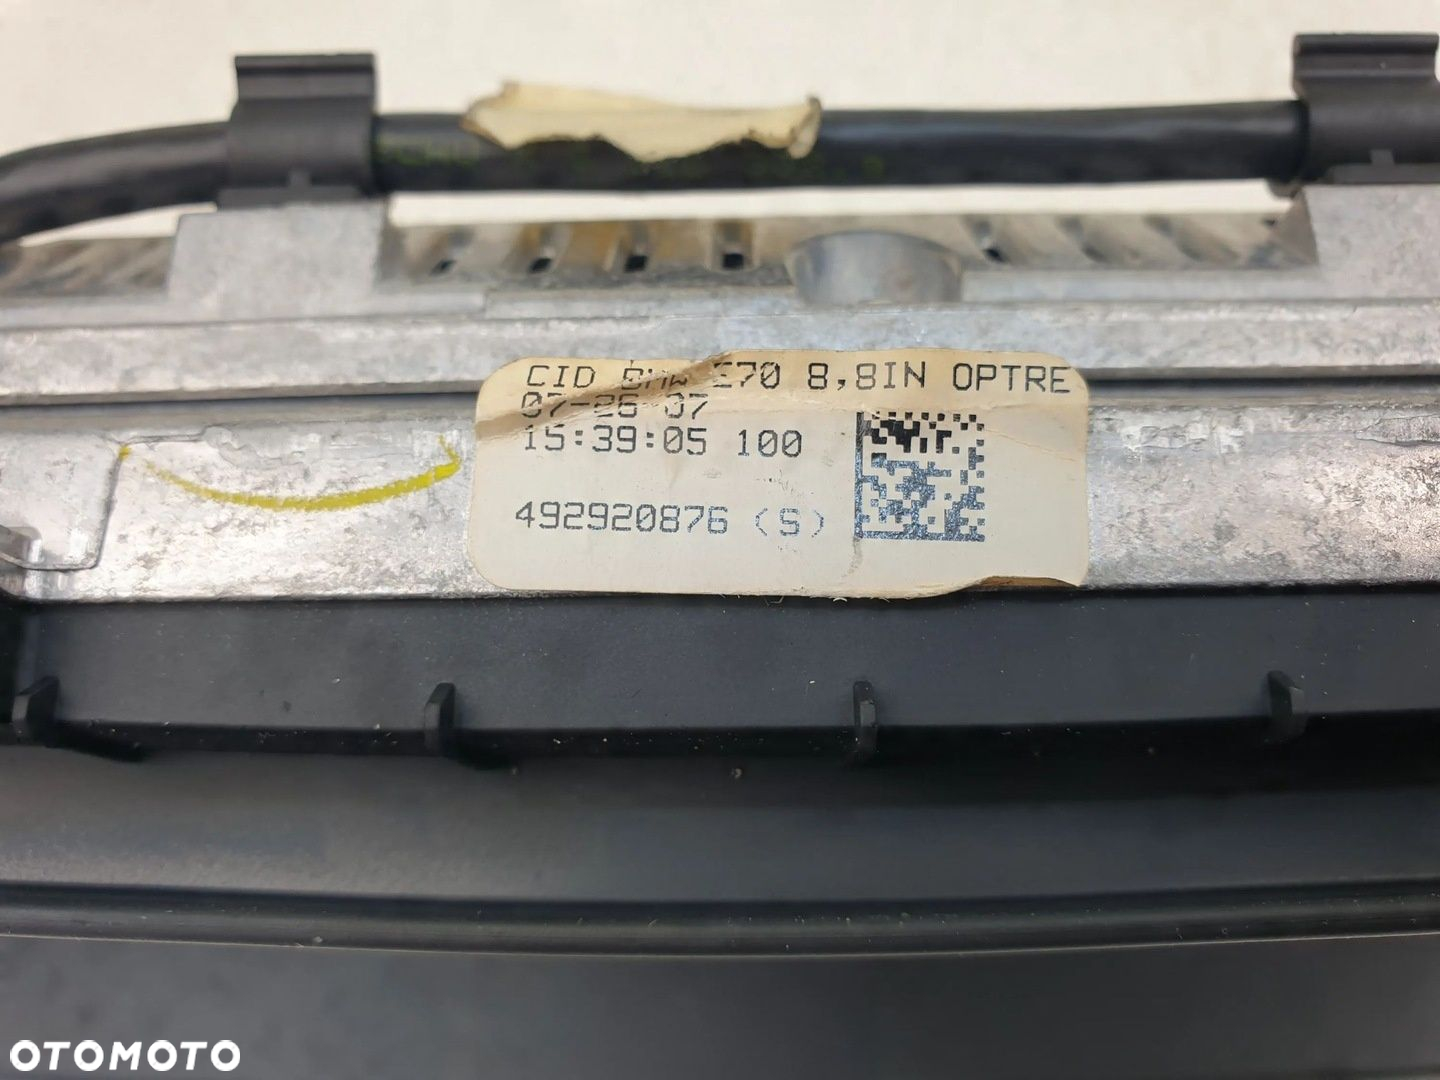 CID BMW E70 8,8IN OPTRE
07-26-07
15:39:05 100
492920876 (S)
OTOMOTO